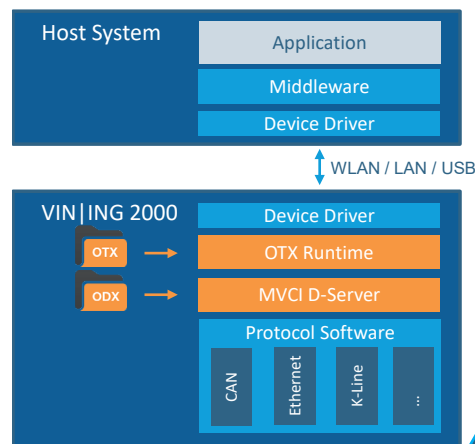 Host System
Application
Middleware
Device Driver
WLAN / LAN / USB
VIN|ING 2000
Device Driver
OTX
OTX Runtime
ODX
MVCI D-Server
Protocol Software
CAN
Ethernet
K-Line
...